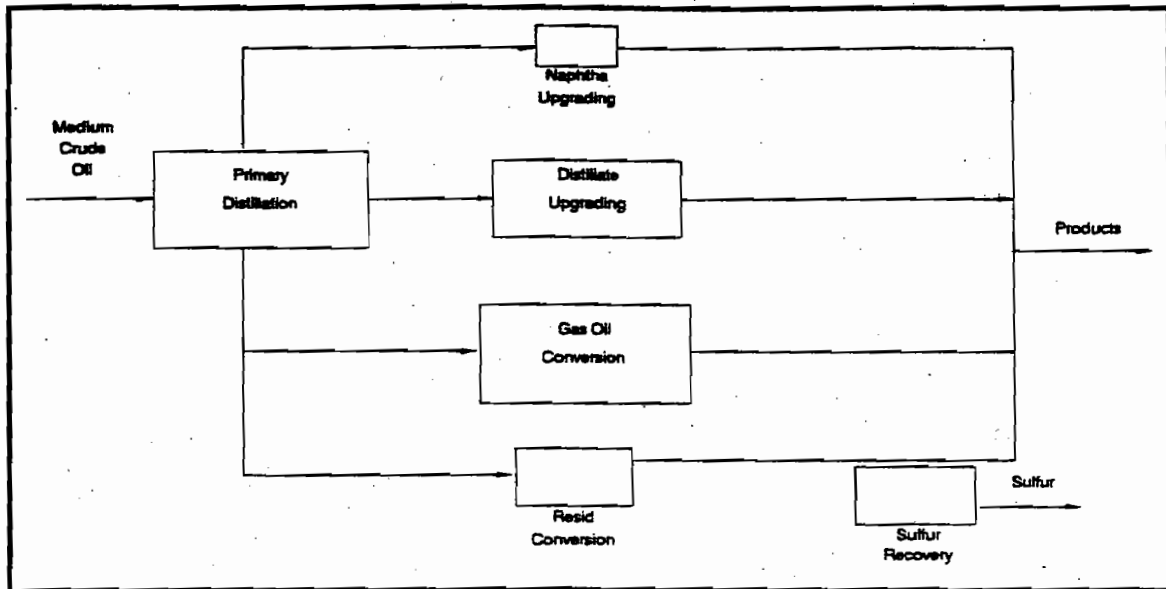 Naphtha
Upgrading
Medium
Crude
Oil
Primary
Distillation
Distillate
Upgrading
Products
Gas Oil
Conversion
Resid
Conversion
Sulfur
Sulfur
Recovery